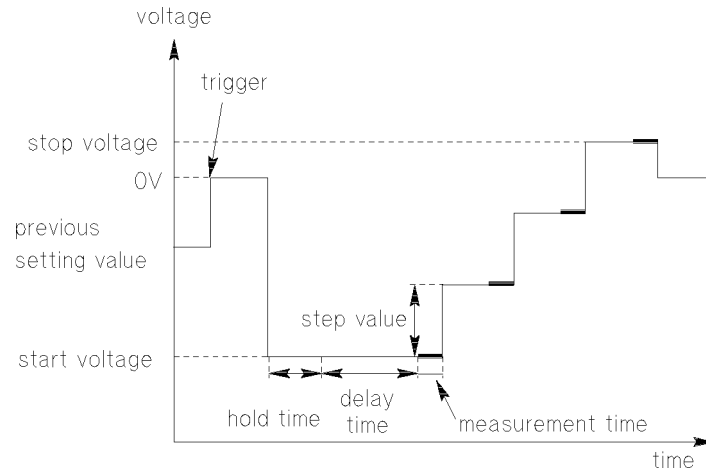 voltage
trigger
stop voltage
0V
previous
setting value
step value
start voltage
hold time
delay
time
measurement time
time